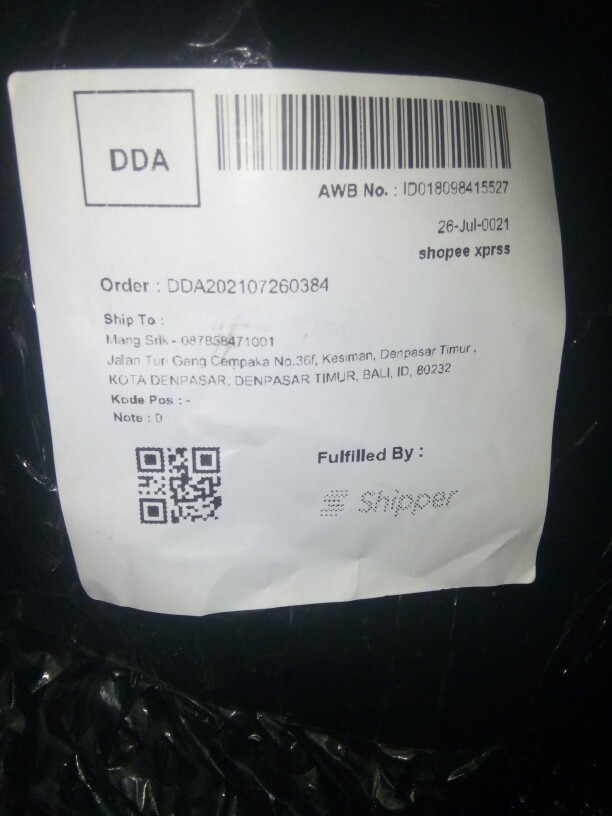 DDA
AWB No. : ID018098415527
26-Jul-0021
shopee xprss
Order : DDA202107260384
Ship To :
Mang Srik - 087858471001
Jalan Turi Gang Cempaka No.36f, Kesiman, Denpasar Timur ,
KOTA DENPASAR, DENPASAR TIMUR, BALI, ID, 80232
Kode Pos : -
Note : 0
Fulfilled By :
Shipper